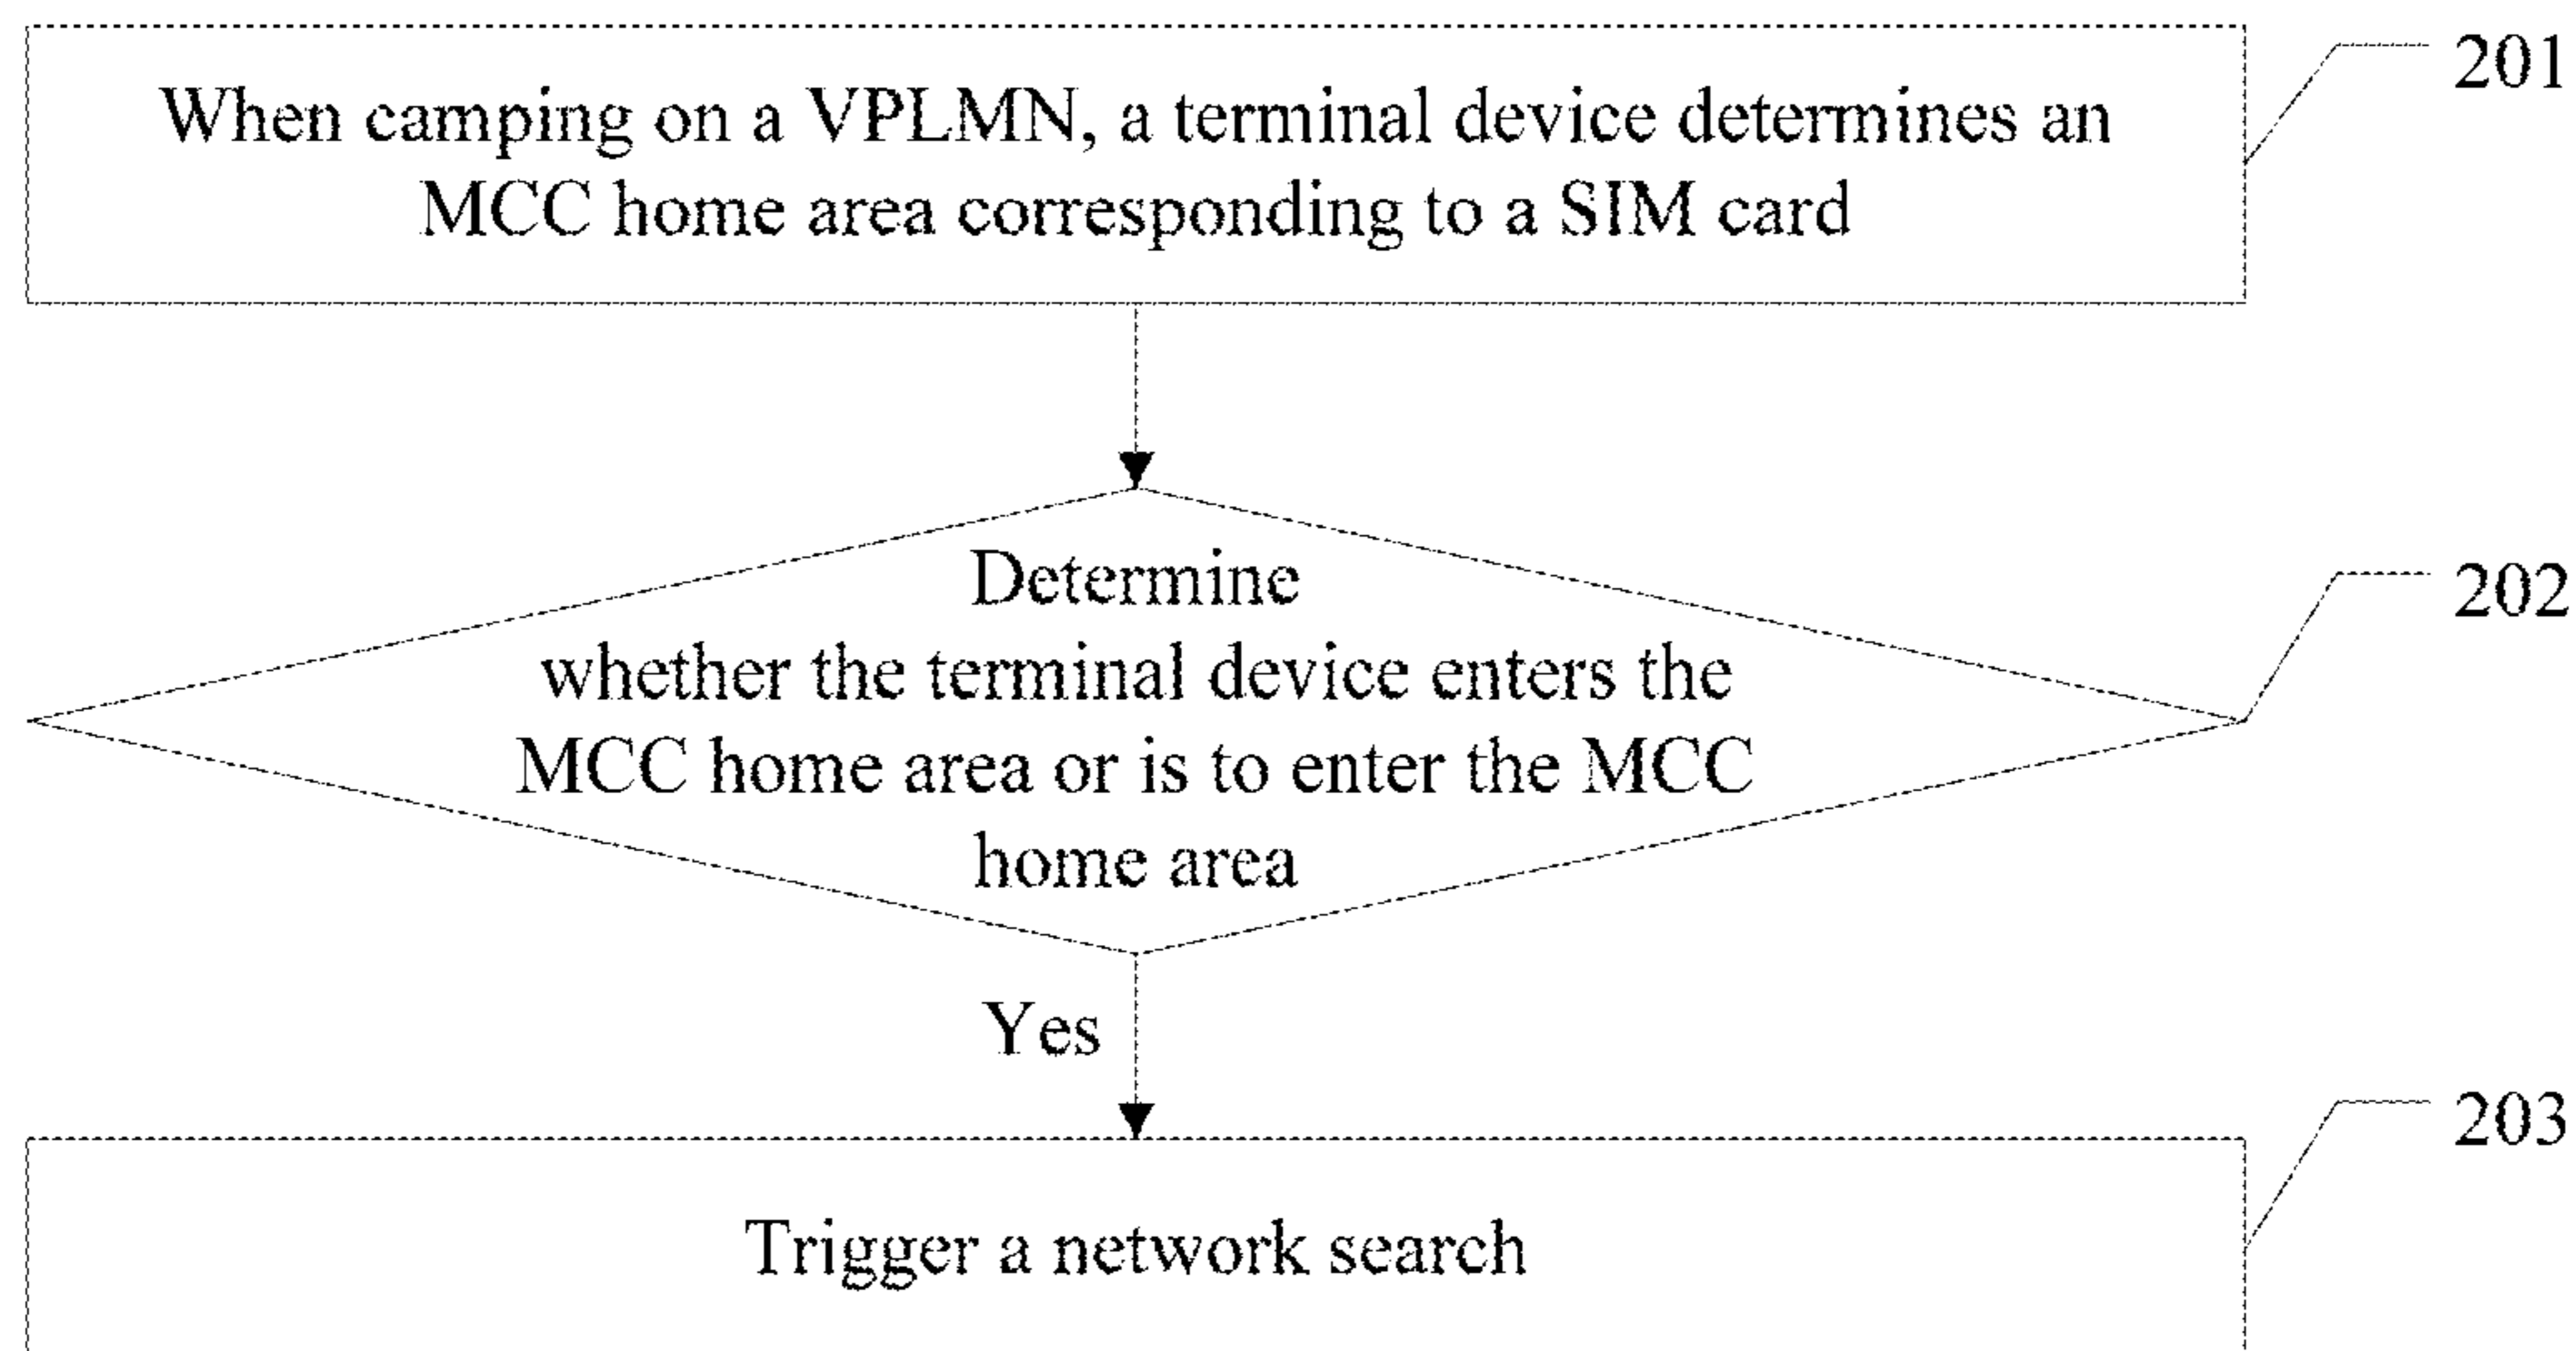 When camping on a VPLMN, a terminal device determines an
MCC home area corresponding to a SIM card
201
Determine
whether the terminal device enters the
MCC home area or is to enter the MCC
home area
202
Yes
Trigger a network search
203